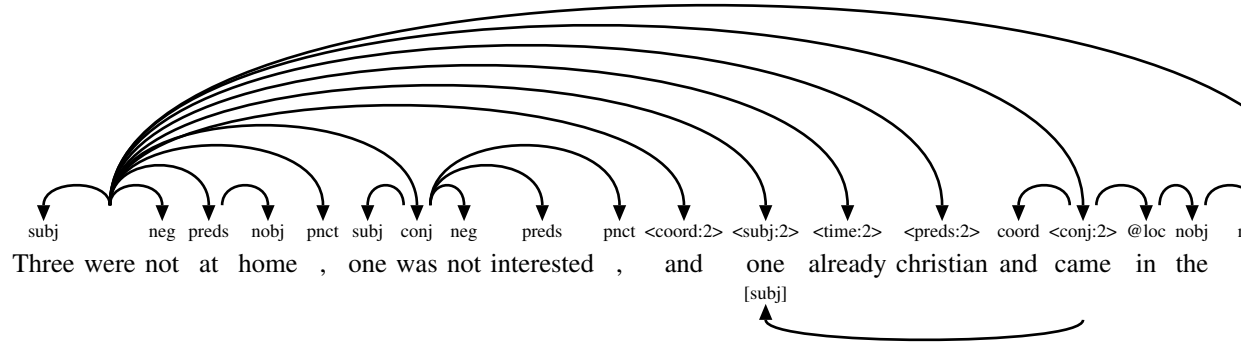 subj neg preds nobj pnct subj conj neg preds pnct <coord:2> <subj:2> <time:2> <preds:2> coord <conj:2> @loc nobj
Three were not at home , one was not interested , and one already christian and came in the
[subj]